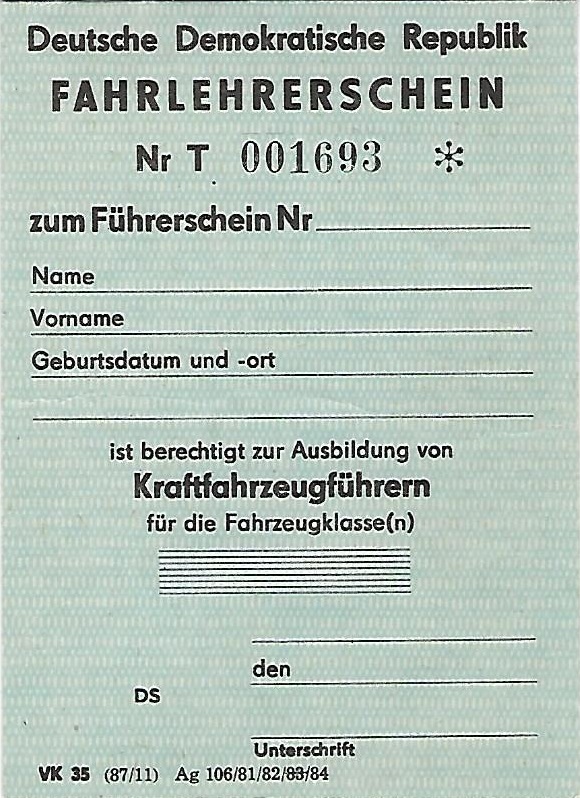 Deutsche Demokratische Republik
FAHRLEHRERSCHEIN
Nr T 001693 *
zum Führerschein Nr
Name
Vorname
Geburtsdatum und -ort
ist berechtigt zur Ausbildung von
Kraftfahrzeugführern
für die Fahrzeugklasse(n)
den
DS
Unterschrift
VK 35 (87/11) Ag 106/81/82/83/84